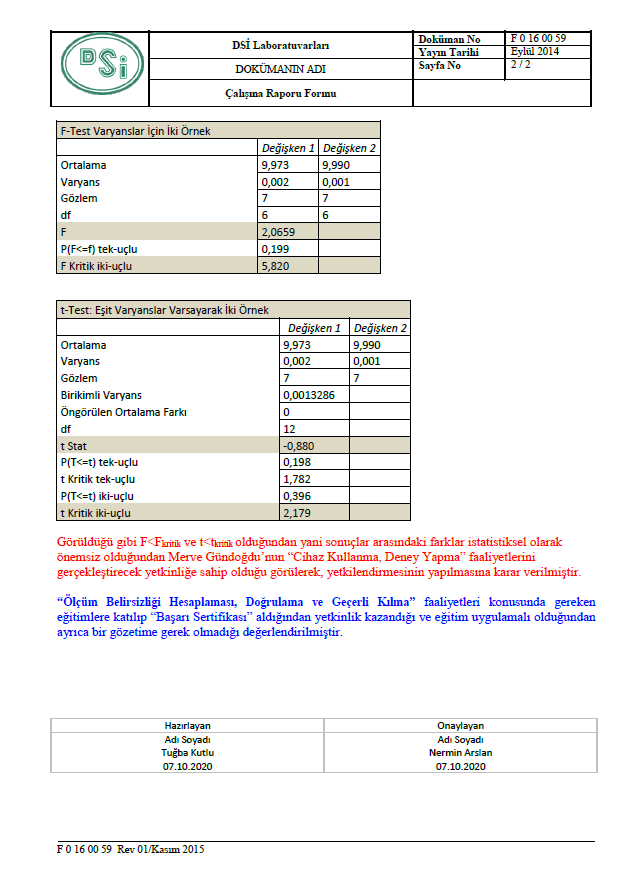 DSİ
DSİ Laboratuvarları
Doküman No F 0 16 00 59
Yayın Tarihi Eylül 2014
DOKÜMANIN ADI
Sayfa No 2 / 2
Çalışma Raporu Formu
F-Test Varyanslar İçin İki Örnek
Değişken 1 Değişken 2
Ortalama 9,973 9,990
Varyans 0,002 0,001
Gözlem 7 7
df 6 6
F 2,0659
P(F<=f) tek-uçlu 0,199
F Kritik iki-uçlu 5,820
t-Test: Eşit Varyanslar Varsayarak İki Örnek
Değişken 1 Değişken 2
Ortalama 9,973 9,990
Varyans 0,002 0,001
Gözlem 7 7
Birikimli Varyans 0,0013286
Öngörülen Ortalama Farkı 0
df 12
t Stat -0,880
P(T<=t) tek-uçlu 0,198
t Kritik tek-uçlu 1,782
P(T<=t) iki-uçlu 0,396
t Kritik iki-uçlu 2,179
Görüldüğü gibi F<Fkritik ve t<tkritik olduğundan yani sonuçlar arasındaki farklar istatistiksel olarak
önemsiz olduğundan Merve Gündoğdu’nun “Cihaz Kullanma, Deney Yapma” faaliyetlerini
gerçekleştirecek yetkinliğe sahip olduğu görülerek, yetkilendirmesinin yapılmasına karar verilmiştir.
“Ölçüm Belirsizliği Hesaplaması, Doğrulama ve Geçerli Kılma” faaliyetleri konusunda gereken
eğitimlere katılıp “Başarı Sertifikası” aldığından yetkinlik kazandığı ve eğitim uygulamalı olduğundan
ayrıca bir gözetime gerek olmadığı değerlendirilmiştir.
Hazırlayan Onaylayan
Adı Soyadı Adı Soyadı
Tuğba Kutlu Nermin Arslan
07.10.2020 07.10.2020
F 0 16 00 59 Rev 01/Kasım 2015